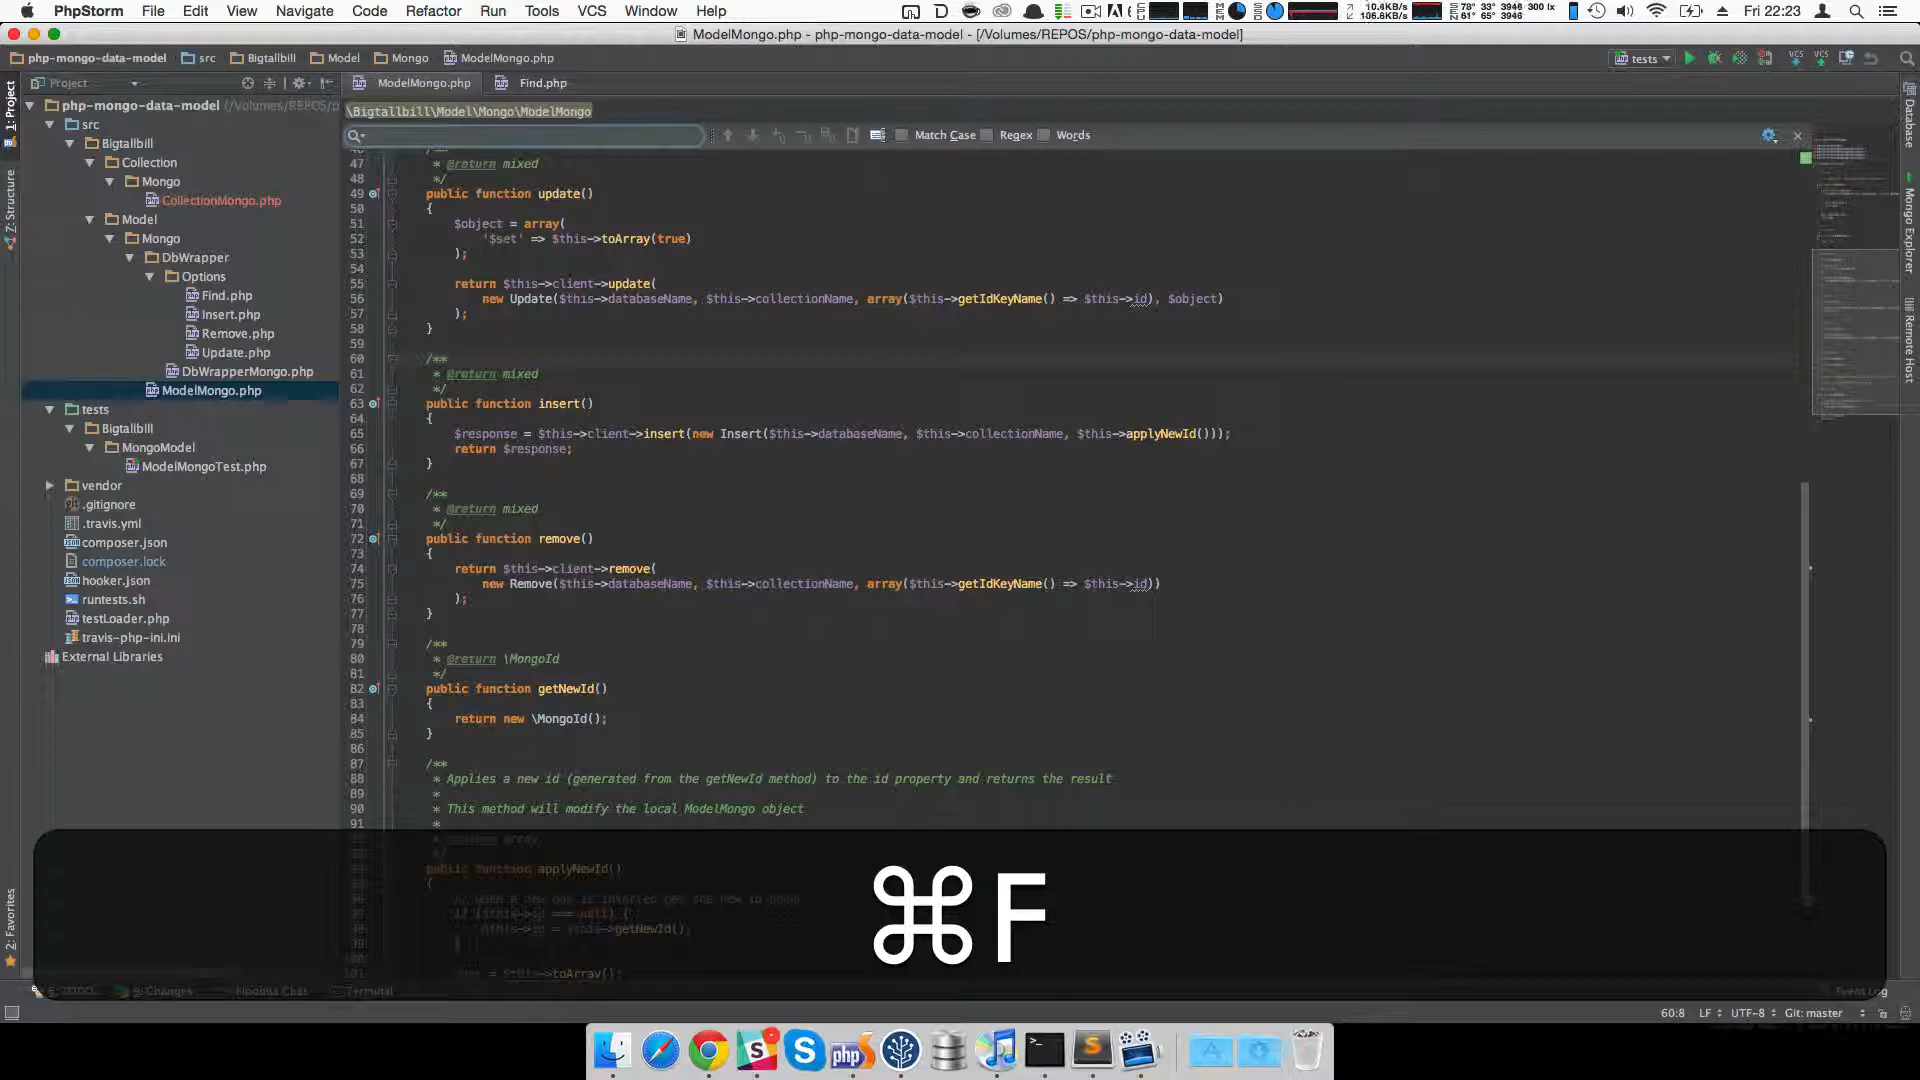 PhpStorm File Edit View Navigate Code Refactor Run Tools VCS Window Help Fri 22:23
ModelMongo.php - php-mongo-data-model - [/Volumes/REPOS/php-mongo-data-model]
php-mongo-data-model src Bigtallbill Model Mongo ModelMongo.php tests
Project ModelMongo.php Find.php
\Bigtallbill\Model\Mongo\ModelMongo
Match Case Regex Words
1: Project
Z: Structure
2: Favorites
php-mongo-data-model (/Volumes/REPOS/p
src
Bigtallbill
Collection
Mongo
CollectionMongo.php
Model
Mongo
DbWrapper
Options
Find.php
Insert.php
Remove.php
Update.php
DbWrapperMongo.php
ModelMongo.php
tests
Bigtallbill
MongoModel
ModelMongoTest.php
vendor
.gitignore
.travis.yml
composer.json
composer.lock
hooker.json
runtests.sh
testLoader.php
travis-php-ini.ini
External Libraries
47 * @return mixed
48 */
49 public function update()
50 {
51 $object = array(
52 '$set' => $this->toArray(true)
53 );
54
55 return $this->client->update(
56 new Update($this->databaseName, $this->collectionName, array($this->getIdKeyName() => $this->id), $object)
57 );
58 }
59
60 /**
61 * @return mixed
62 */
63 public function insert()
64 {
65 $response = $this->client->insert(new Insert($this->databaseName, $this->collectionName, $this->applyNewId()));
66 return $response;
67 }
68
69 /**
70 * @return mixed
71 */
72 public function remove()
73 {
74 return $this->client->remove(
75 new Remove($this->databaseName, $this->collectionName, array($this->getIdKeyName() => $this->id))
76 );
77 }
78
79 /**
80 * @return \MongoId
81 */
82 public function getNewId()
83 {
84 return new \MongoId();
85 }
86
87 /**
88 * Applies a new id (generated from the getNewId method) to the id property and returns the result
89 *
90 * This method will modify the local ModelMongo object
91 *
public function applyNewId()
{
$this->toArray();
⌘F
Database
Mongo Explorer
Remote Host
Terminal
Event Log
60:8 LF UTF-8 Git: master